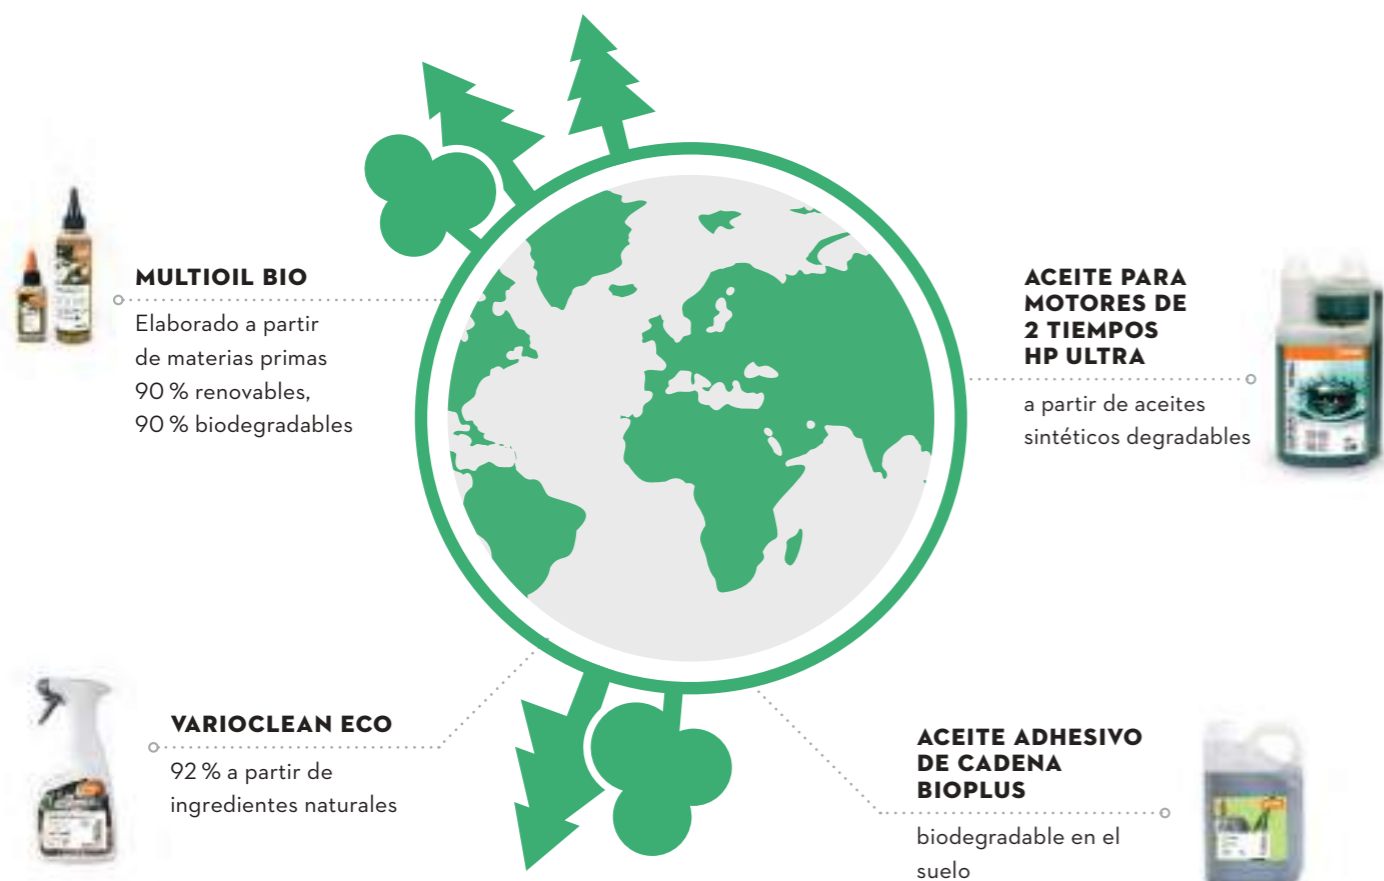 MULTIOIL BIO
Elaborado a partir
de materias primas
90 % renovables,
90 % biodegradables
ACEITE PARA
MOTORES DE
2 TIEMPOS
HP ULTRA
a partir de aceites
sintéticos degradables
VARIOCLEAN ECO
92 % a partir de
ingredientes naturales
ACEITE ADHESIVO
DE CADENA
BIOPLUS
biodegradable en el
suelo